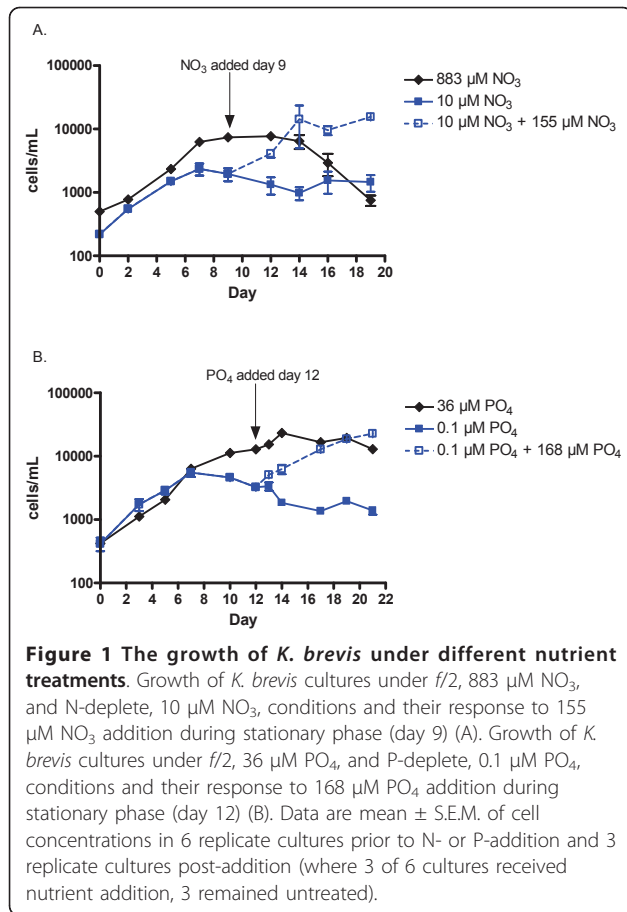 A.
NO3 added day 9
100000
10000
1000
100
cells/mL
0 2 4 6 8 10 12 14 16 18 20
Day
883 µM NO3
10 µM NO3
10 µM NO3 + 155 µM NO3
B.
PO4 added day 12
100000
10000
1000
100
cells/mL
0 2 4 6 8 10 12 14 16 18 20 22
Day
36 µM PO4
0.1 µM PO4
0.1 µM PO4 + 168 µM PO4
Figure 1 The growth of K. brevis under different nutrient
treatments. Growth of K. brevis cultures under f/2, 883 µM NO3,
and N-deplete, 10 µM NO3, conditions and their response to 155
µM NO3 addition during stationary phase (day 9) (A). Growth of K.
brevis cultures under f/2, 36 µM PO4, and P-deplete, 0.1 µM PO4,
conditions and their response to 168 µM PO4 addition during
stationary phase (day 12) (B). Data are mean ± S.E.M. of cell
concentrations in 6 replicate cultures prior to N- or P-addition and 3
replicate cultures post-addition (where 3 of 6 cultures received
nutrient addition, 3 remained untreated).